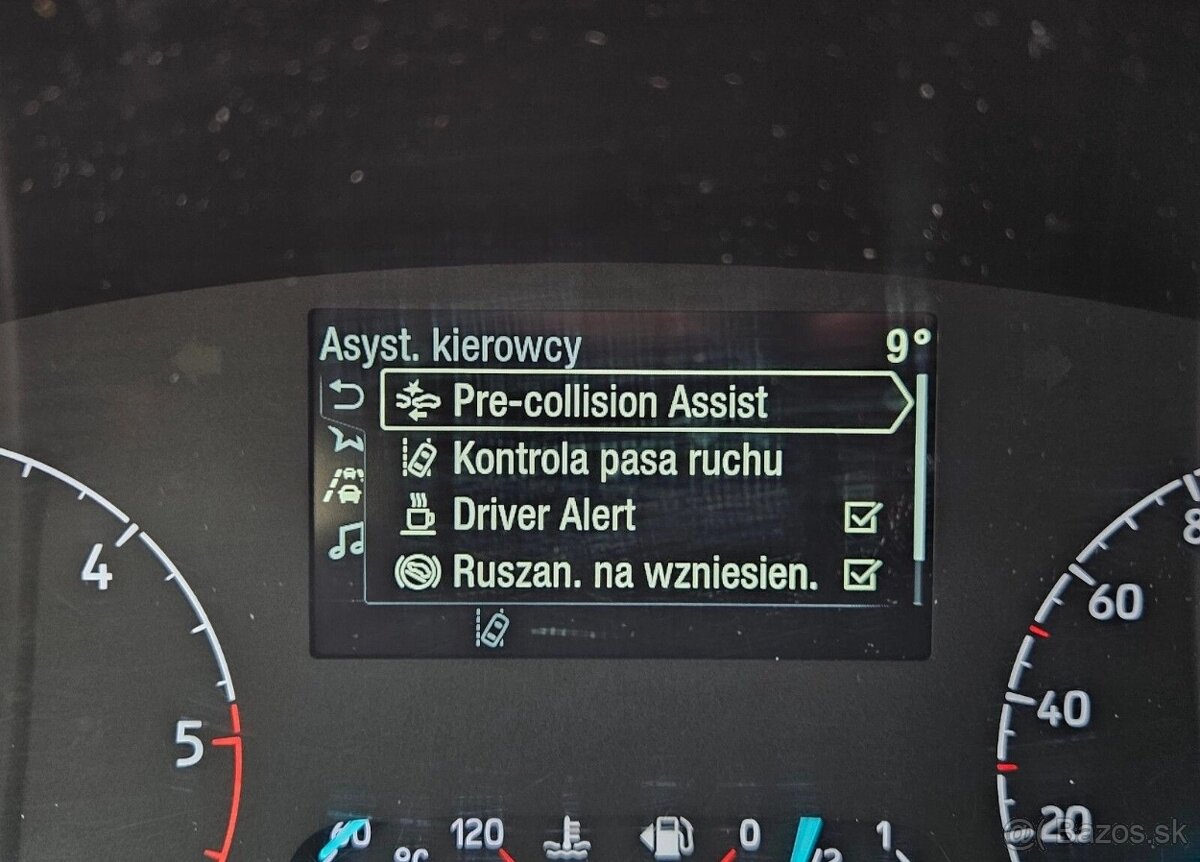 Asyst. kierowcy 9°
Pre-collision Assist
Kontrola pasa ruchu
Driver Alert
Ruszan. na wzniesien.
4
5
60
40
20
60 120 0 1
°C
Bazos.sk